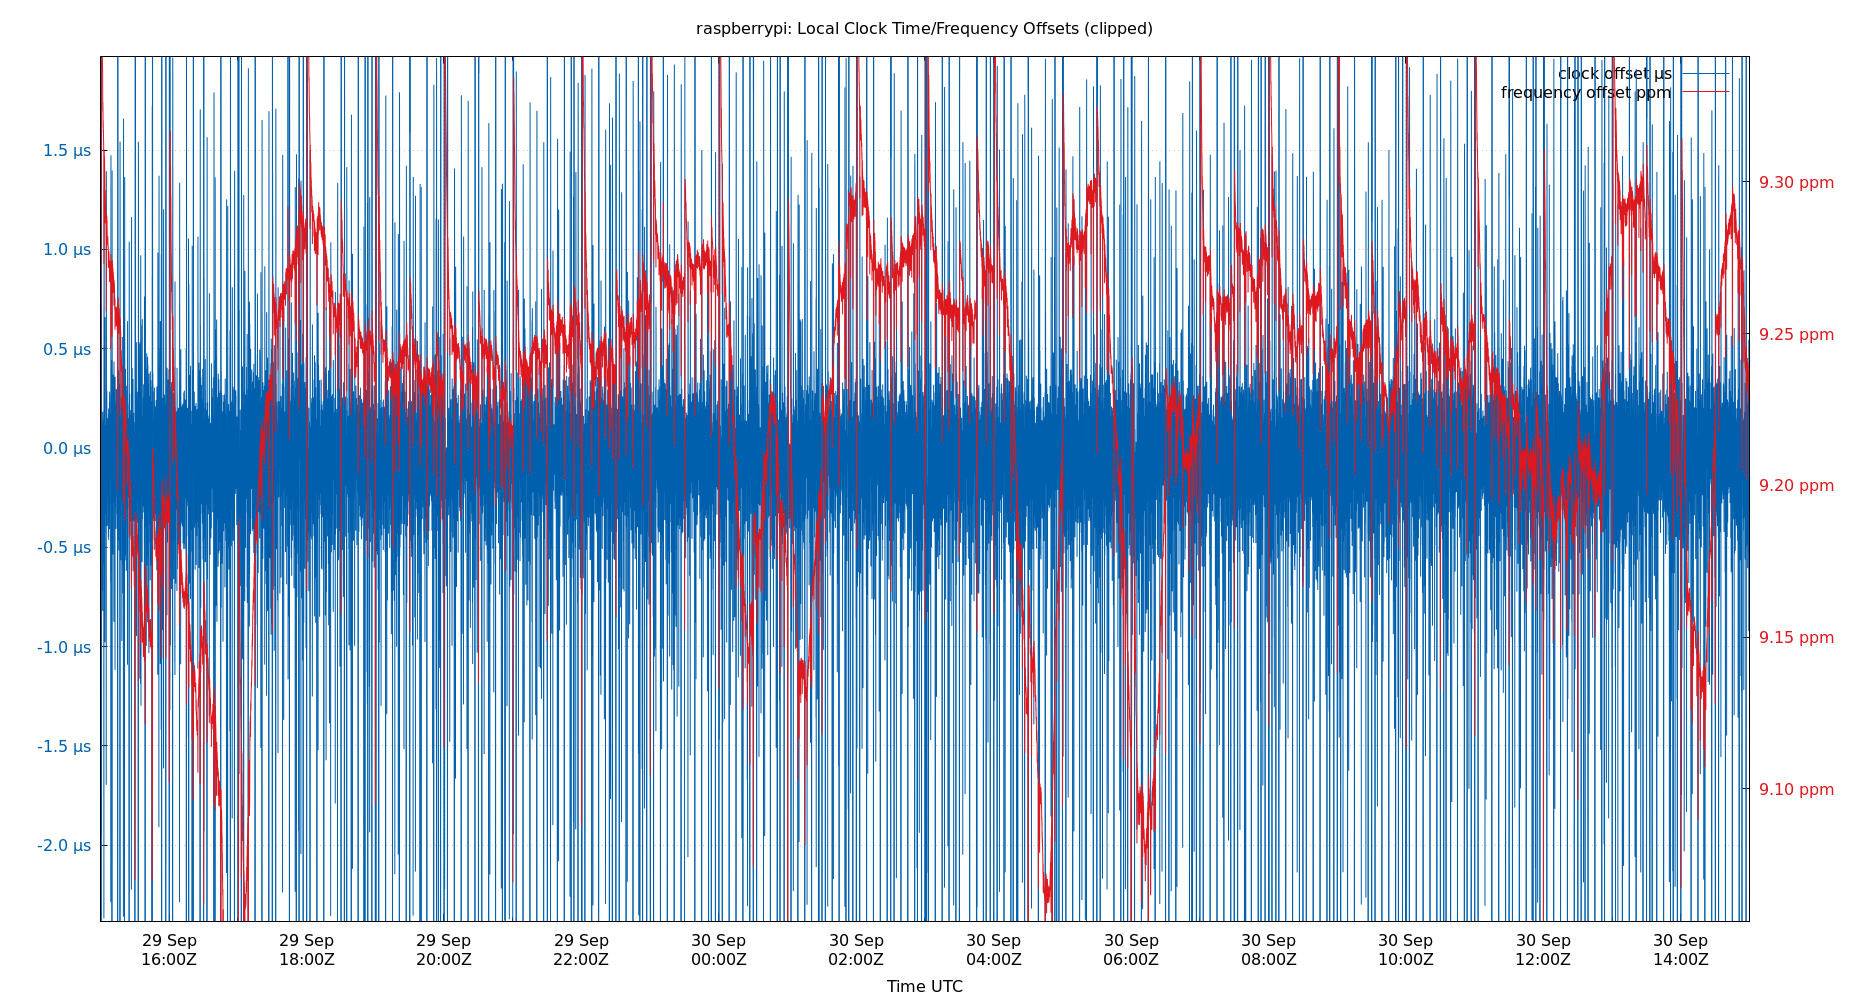 raspberrypi: Local Clock Time/Frequency Offsets (clipped)
clock offset µs
frequency offset ppm
1.5 µs
1.0 µs
0.5 µs
0.0 µs
-0.5 µs
-1.0 µs
-1.5 µs
-2.0 µs
9.30 ppm
9.25 ppm
9.20 ppm
9.15 ppm
9.10 ppm
29 Sep 29 Sep 29 Sep 29 Sep 30 Sep 30 Sep 30 Sep 30 Sep 30 Sep 30 Sep 30 Sep 30 Sep
16:00Z 18:00Z 20:00Z 22:00Z 00:00Z 02:00Z 04:00Z 06:00Z 08:00Z 10:00Z 12:00Z 14:00Z
Time UTC